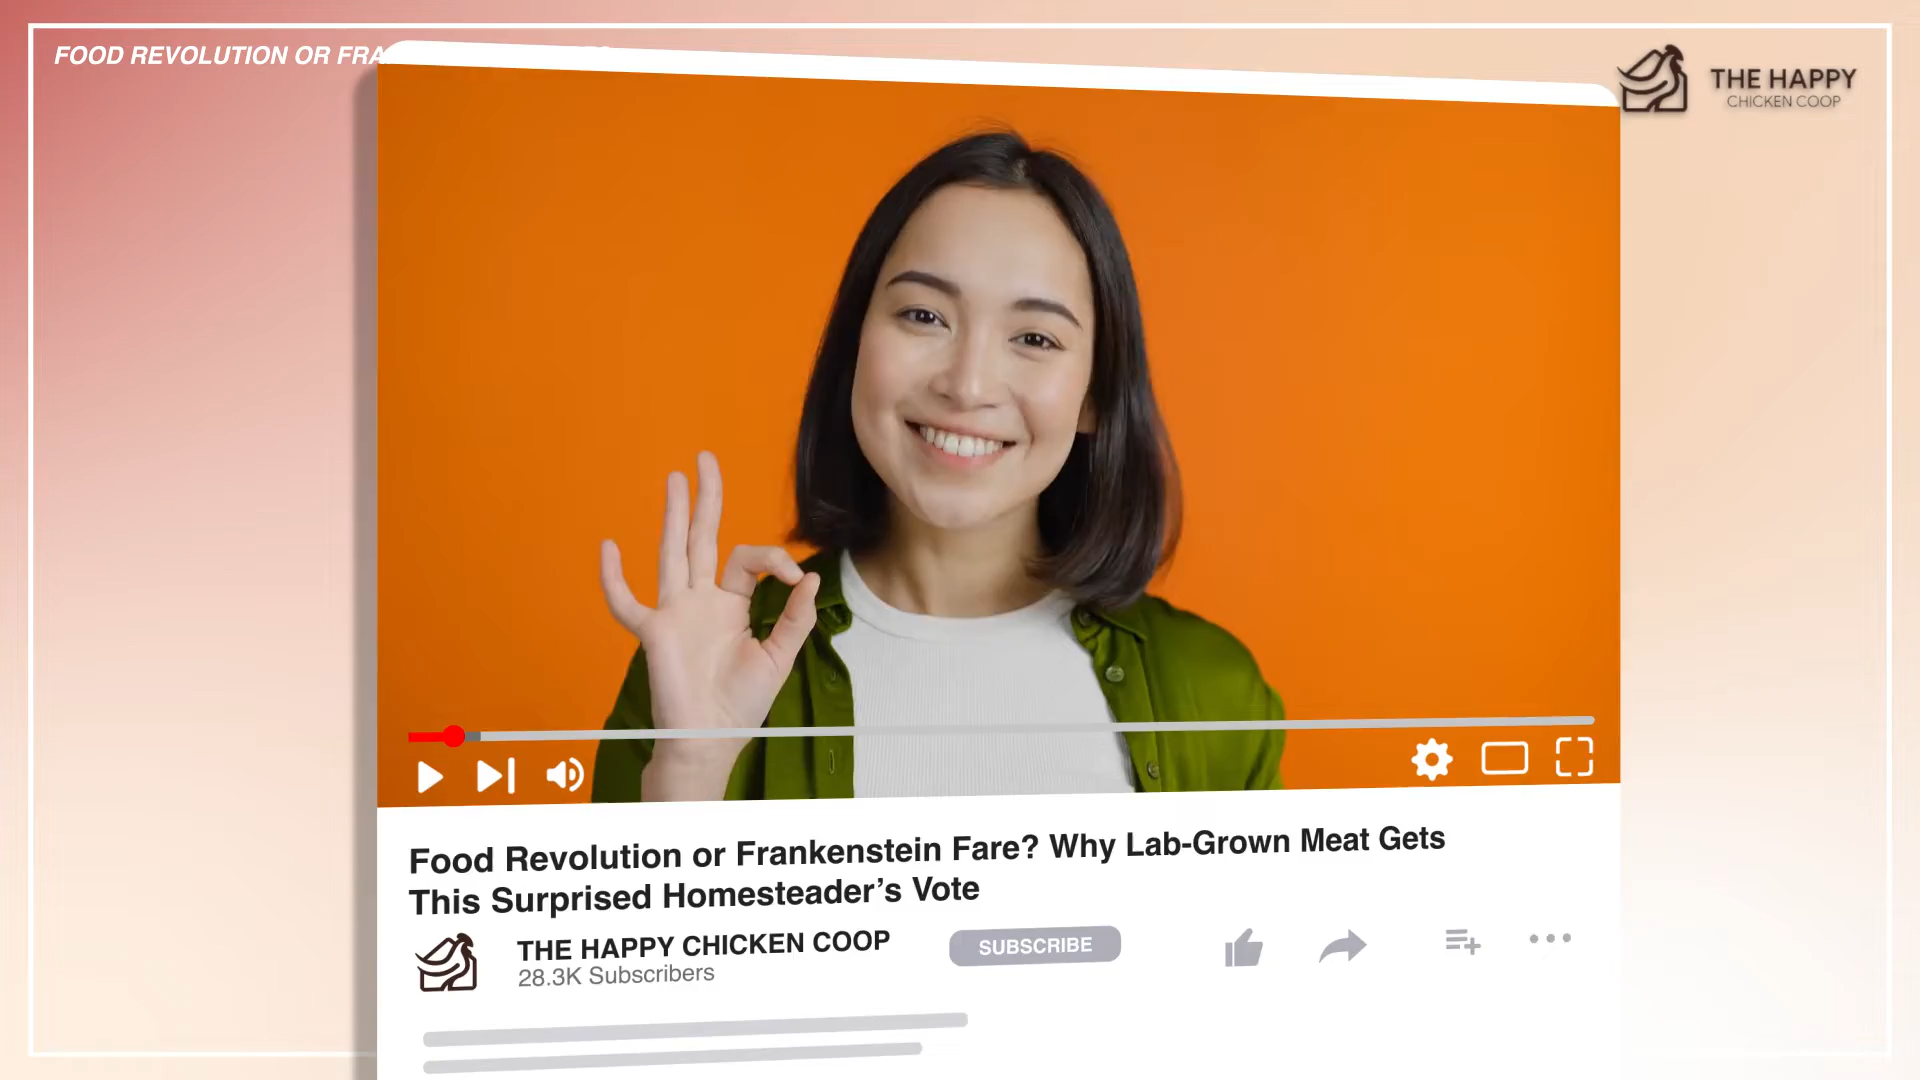 FOOD REVOLUTION OR FRA
THE HAPPY
CHICKEN COOP
Food Revolution or Frankenstein Fare? Why Lab-Grown Meat Gets
This Surprised Homesteader’s Vote
THE HAPPY CHICKEN COOP
28.3K Subscribers
SUBSCRIBE